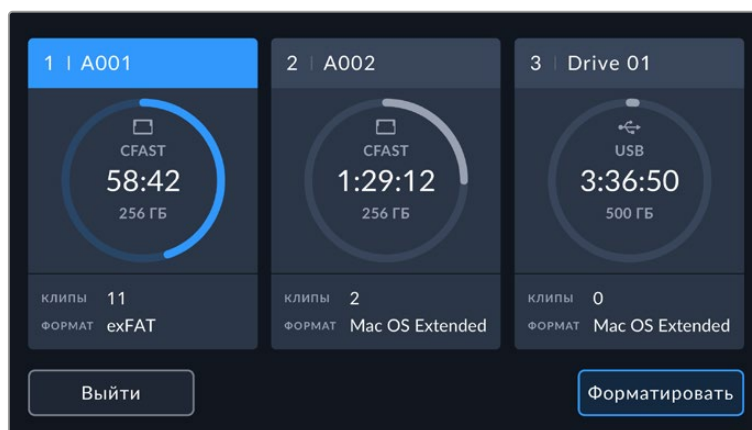 1 | A001
CFAST
58:42
256 ГБ
КЛИПЫ 11
ФОРМАТ exFAT
2 | A002
CFAST
1:29:12
256 ГБ
КЛИПЫ 2
ФОРМАТ Mac OS Extended
3 | Drive 01
USB
3:36:50
500 ГБ
КЛИПЫ 0
ФОРМАТ Mac OS Extended
Выйти
Форматировать